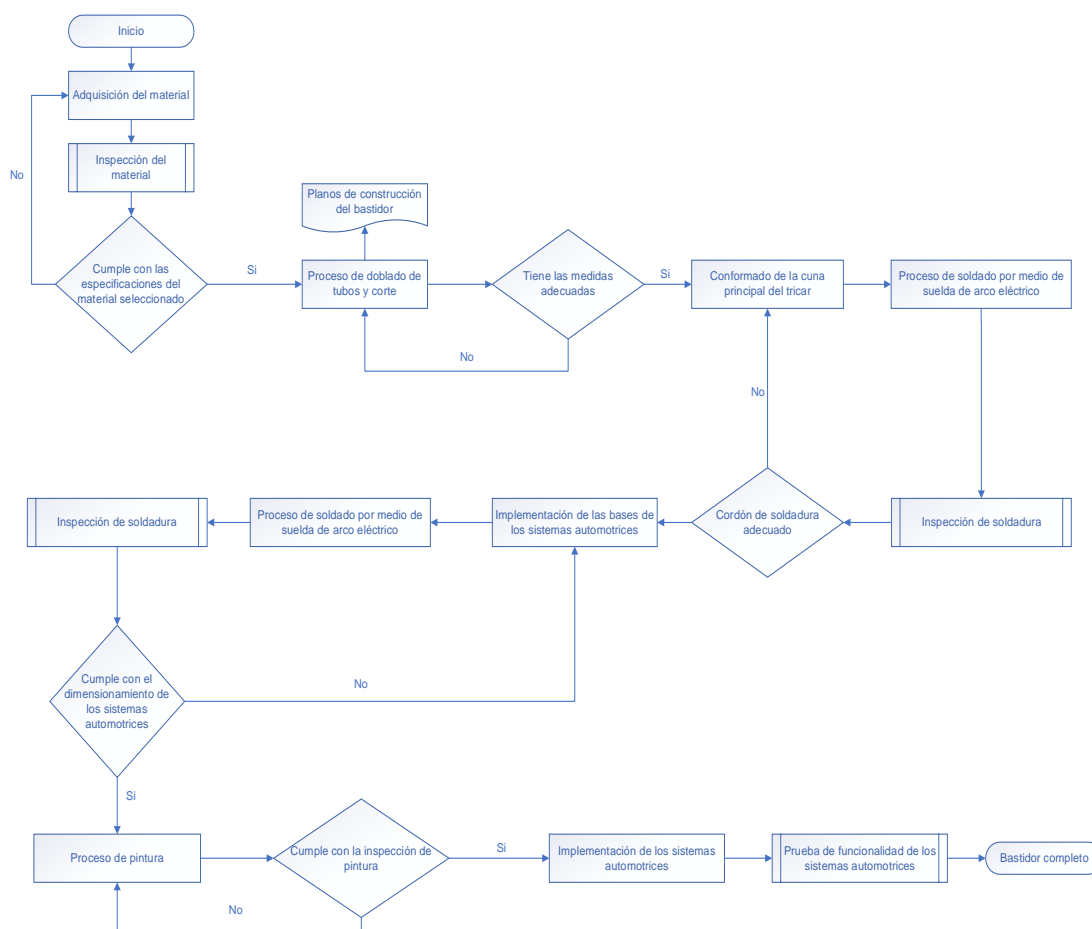 Inicio
Adquisición del material
Inspección del
material
No
Cumple con las
especificaciones del
material seleccionado
Si
Planos de construcción
del bastidor
Proceso de doblado de
tubos y corte
Tiene las medidas
adecuadas
No
Si
Conformado de la cuna
principal del tricar
Proceso de soldado por medio de
suelda de arco eléctrico
No
Inspección de soldadura
Cordón de soldadura
adecuado
Implementación de las bases de
los sistemas automotrices
Proceso de soldado por medio de
suelda de arco eléctrico
Inspección de soldadura
Cumple con el
dimensionamiento de
los sistemas
automotrices
No
Si
Proceso de pintura
Cumple con la inspección de
pintura
No
Si
Implementación de los sistemas
automotrices
Prueba de funcionalidad de los
sistemas automotrices
Bastidor completo